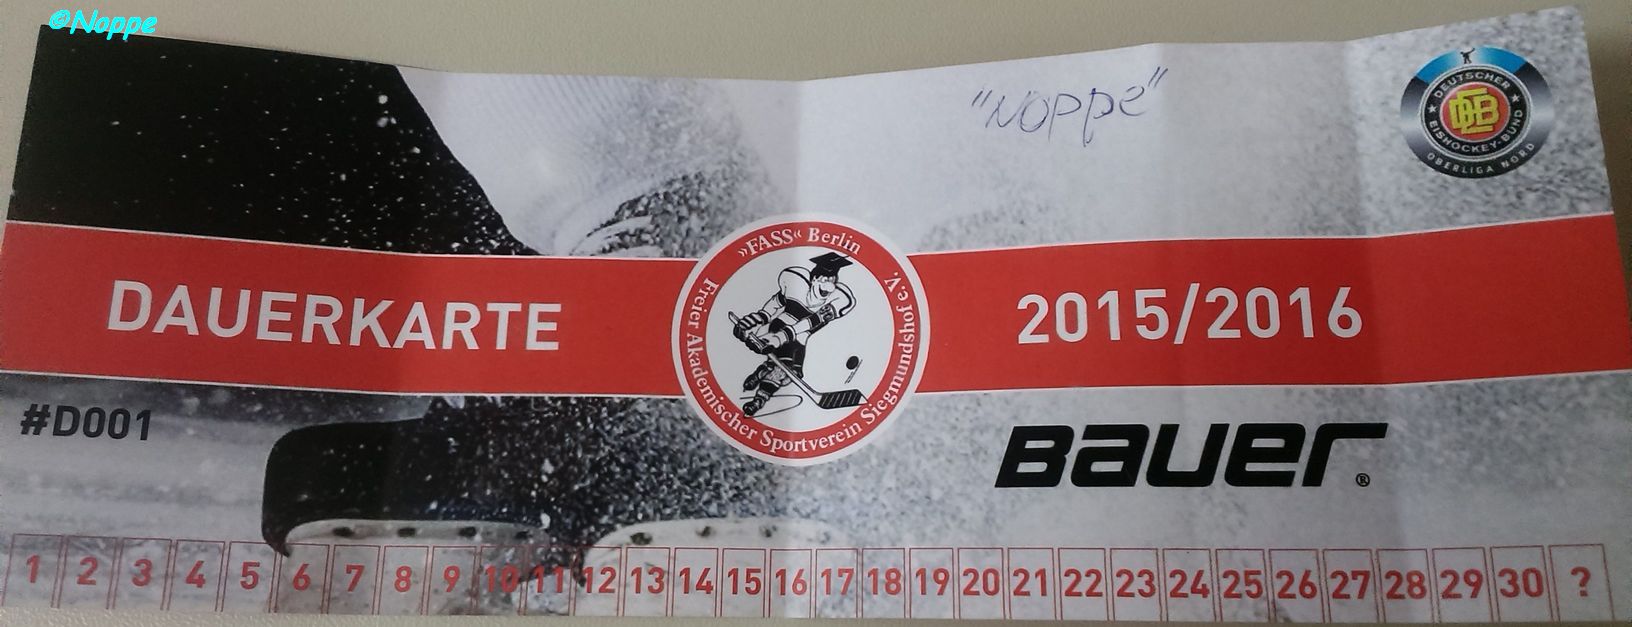 @Noppe
"Noppe"
DEUTSCHER
DEB
EISHOCKEY-BUND
OBERLIGA NORD
»FASS« Berlin
Freier Akademischer Sportverein Siegmundshof e.V.
DAUERKARTE
2015/2016
#D001
BAUER®
1 2 3 4 5 6 7 8 9 10 11 12 13 14 15 16 17 18 19 20 21 22 23 24 25 26 27 28 29 30 ?